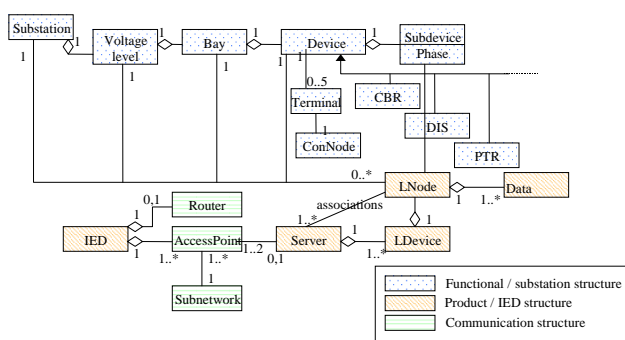 Substation
Voltage
level
Bay
Device
Subdevice
Phase
1
1
1
1
1
1
1
1
1
1
0..5
Terminal
1
ConNode
CBR
DIS
PTR
0..*
LNode
Data
1
1..*
0,1
Router
associations
1
1..*
1
IED
AccessPoint
Server
LDevice
1
1..*
1..*
1..2
0,1
1
1..*
1
Subnetwork
Functional / substation structure
Product / IED structure
Communication structure